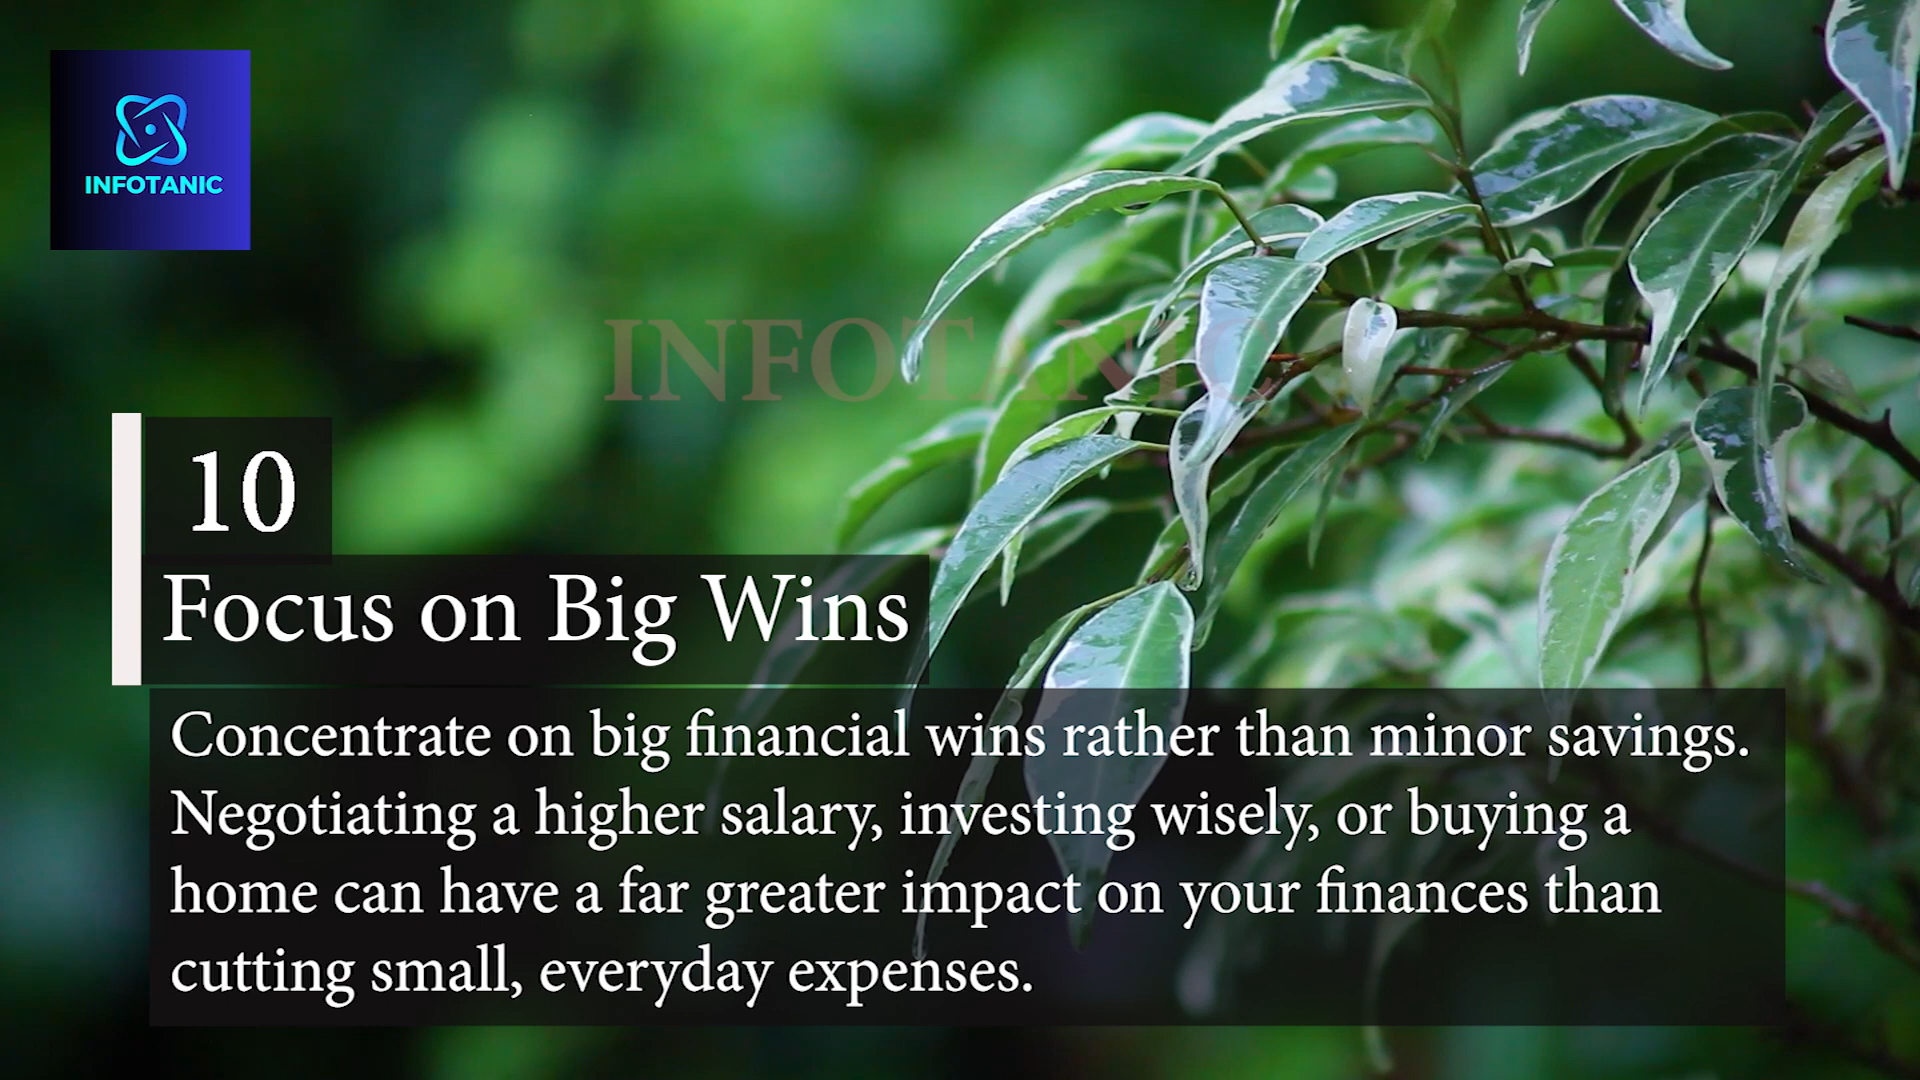 INFOTANIC
INFOTANIC
10
Focus on Big Wins
Concentrate on big financial wins rather than minor savings.
Negotiating a higher salary, investing wisely, or buying a
home can have a far greater impact on your finances than
cutting small, everyday expenses.